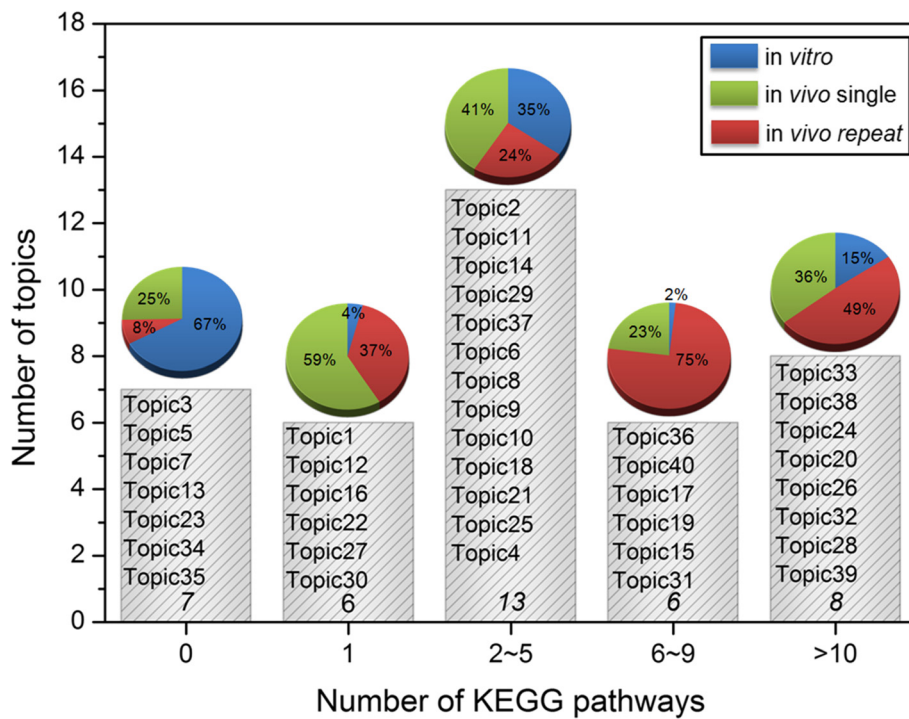 18
16
14
12
10
8
6
4
2
0
Number of topics
in vitro
in vivo single
in vivo repeat
25%
67%
8%
Topic3
Topic5
Topic7
Topic13
Topic23
Topic34
Topic35
7
4%
59%
37%
Topic1
Topic12
Topic16
Topic22
Topic27
Topic30
6
41%
35%
24%
Topic2
Topic11
Topic14
Topic29
Topic37
Topic6
Topic8
Topic9
Topic10
Topic18
Topic21
Topic25
Topic4
13
2%
23%
75%
Topic36
Topic40
Topic17
Topic19
Topic15
Topic31
6
15%
36%
49%
Topic33
Topic38
Topic24
Topic20
Topic26
Topic32
Topic28
Topic39
8
0
1
2~5
6~9
>10
Number of KEGG pathways